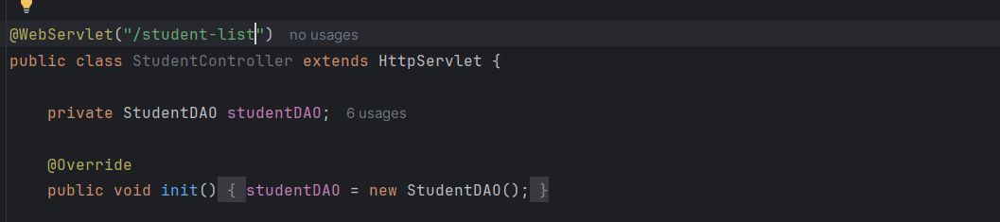 @WebServlet("/student-list") no usages
public class StudentController extends HttpServlet {
private StudentDAO studentDAO; 6 usages
@Override
public void init() { studentDAO = new StudentDAO(); }